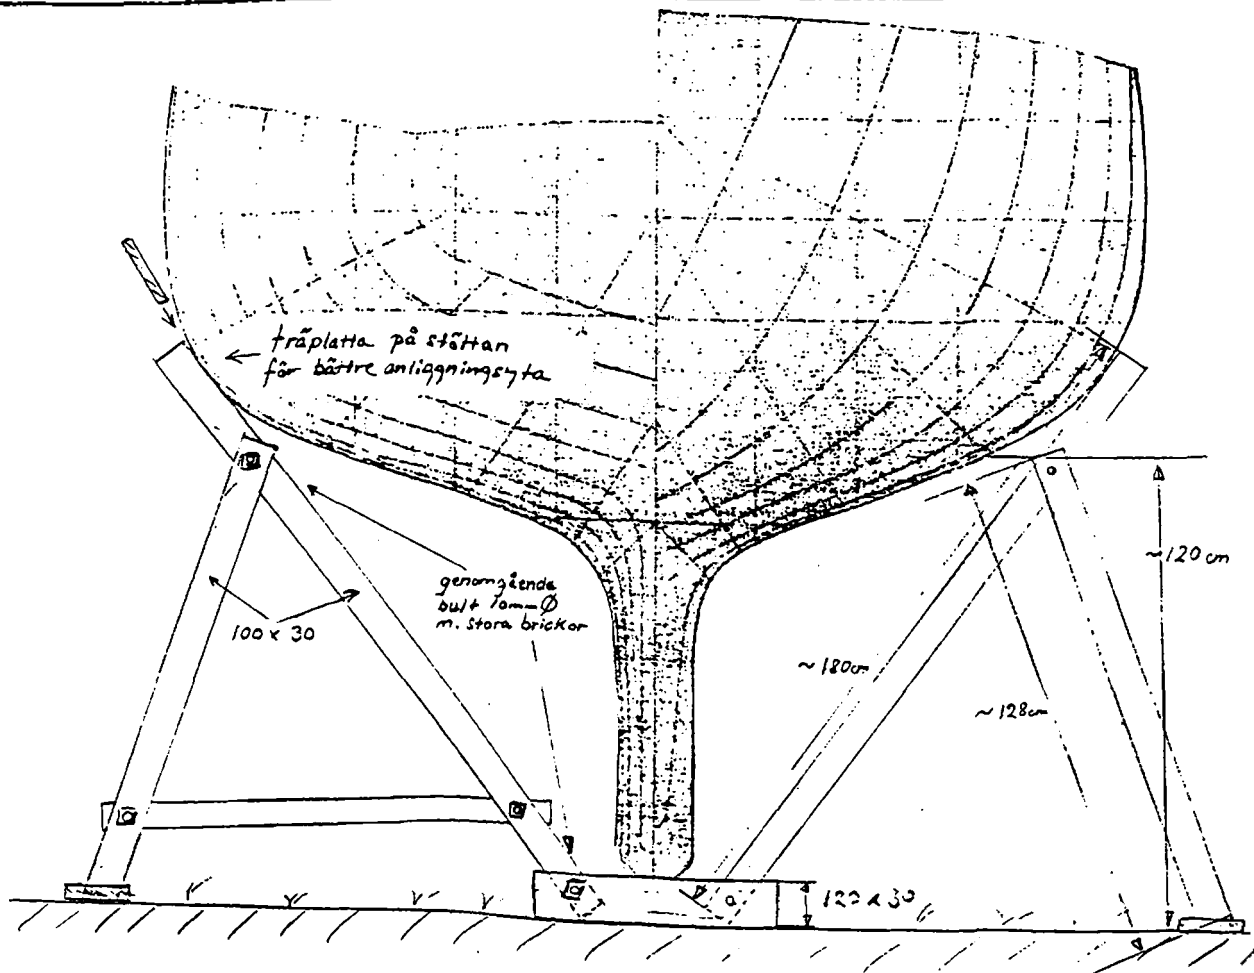 träplatta på stöttan
för bättre anliggningsyta
genomgående
bult 10mm Ø
m. stora brickor
100 x 30
~120 cm
~180cm
~128cm
120 x 30